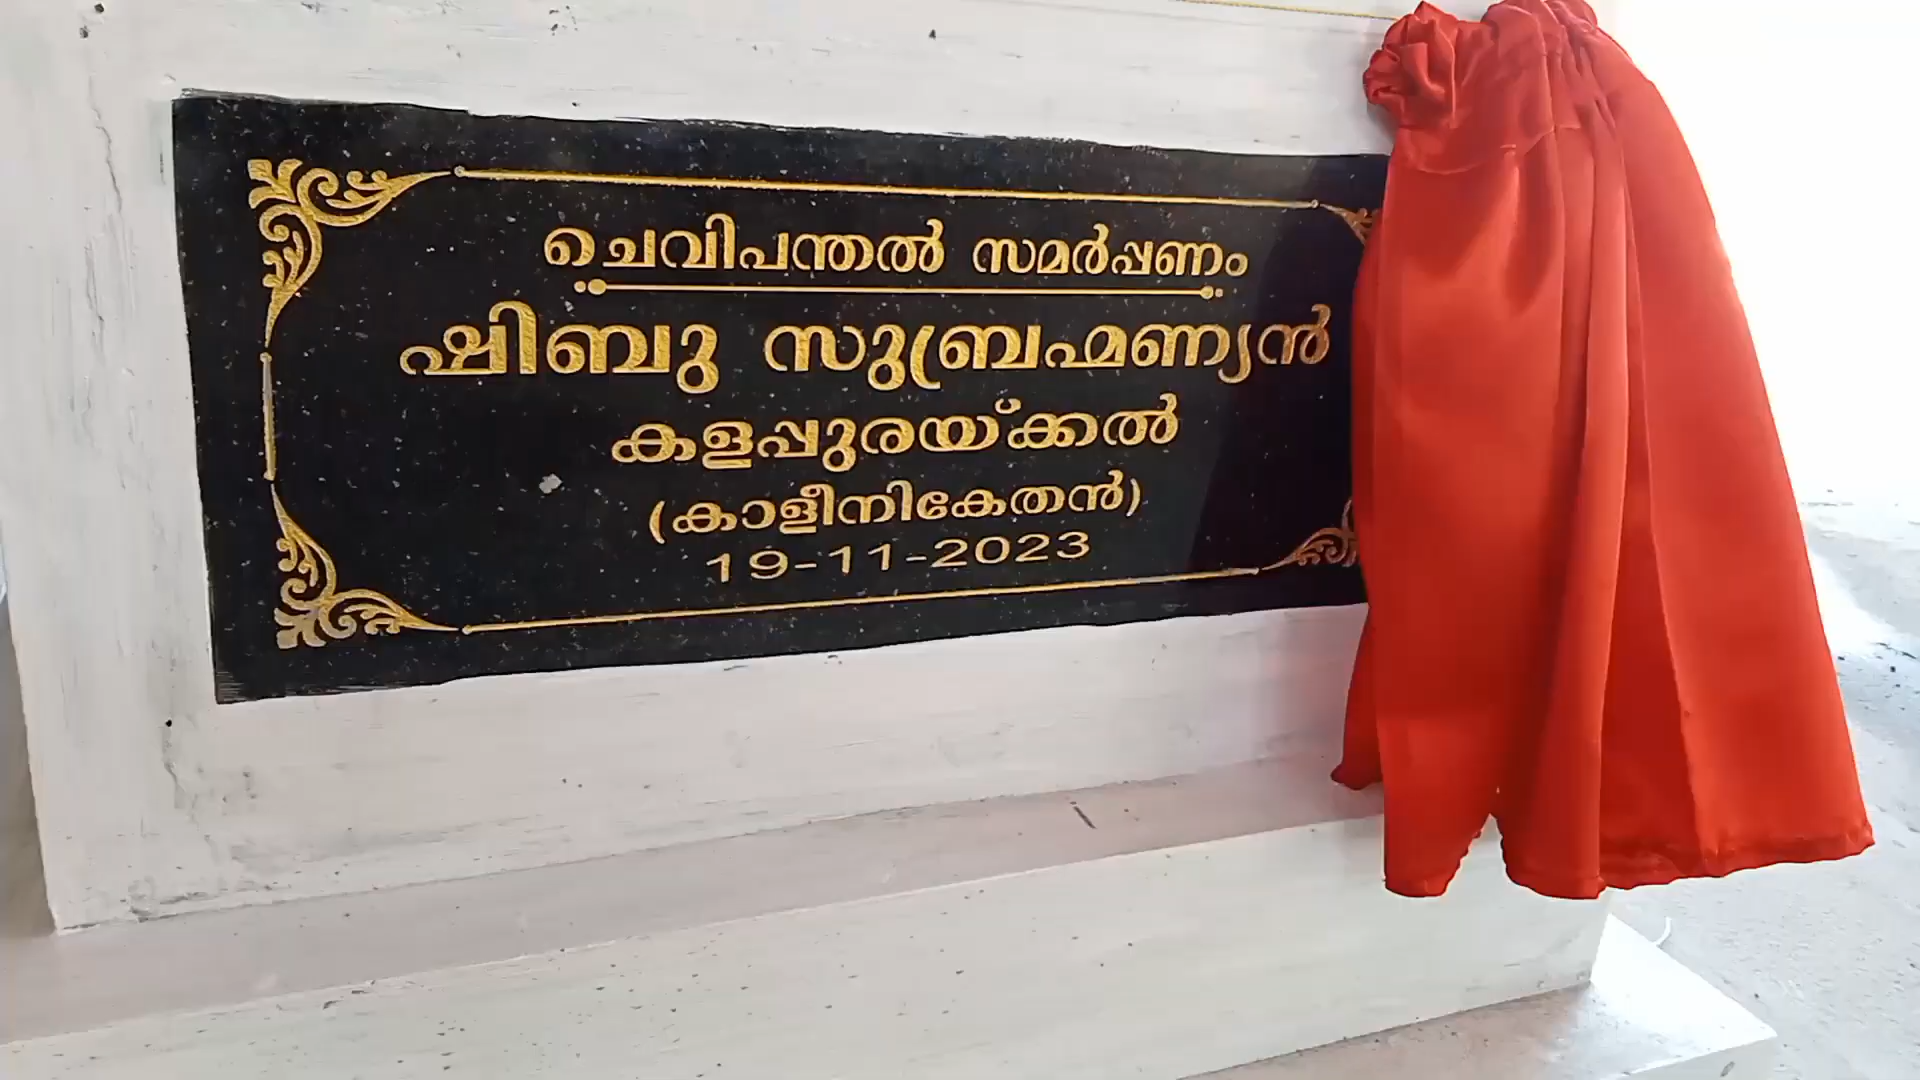 ചെവിപന്തൽ സമർപ്പണം
ഷിബു സുബ്രഹ്മണ്യൻ
കളപ്പുരയ്ക്കൽ
(കാളീനികേതൻ)
19-11-2023